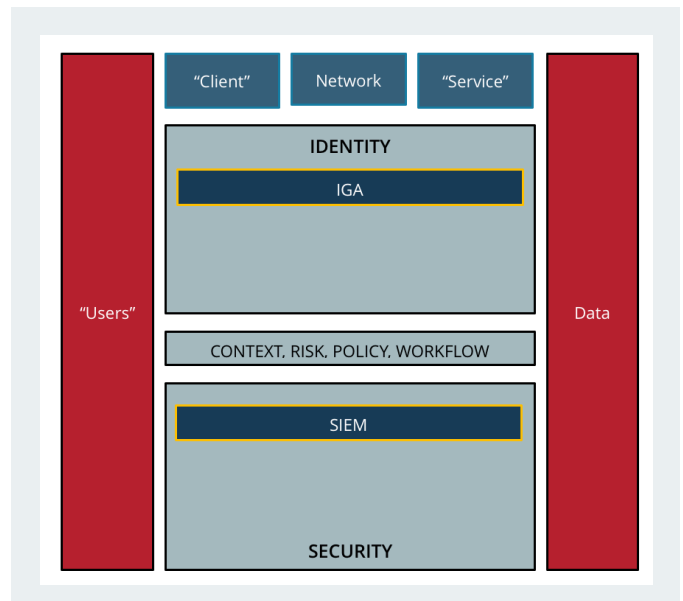 “Client”
Network
“Service”
IDENTITY
IGA
“Users”
Data
CONTEXT, RISK, POLICY, WORKFLOW
SIEM
SECURITY